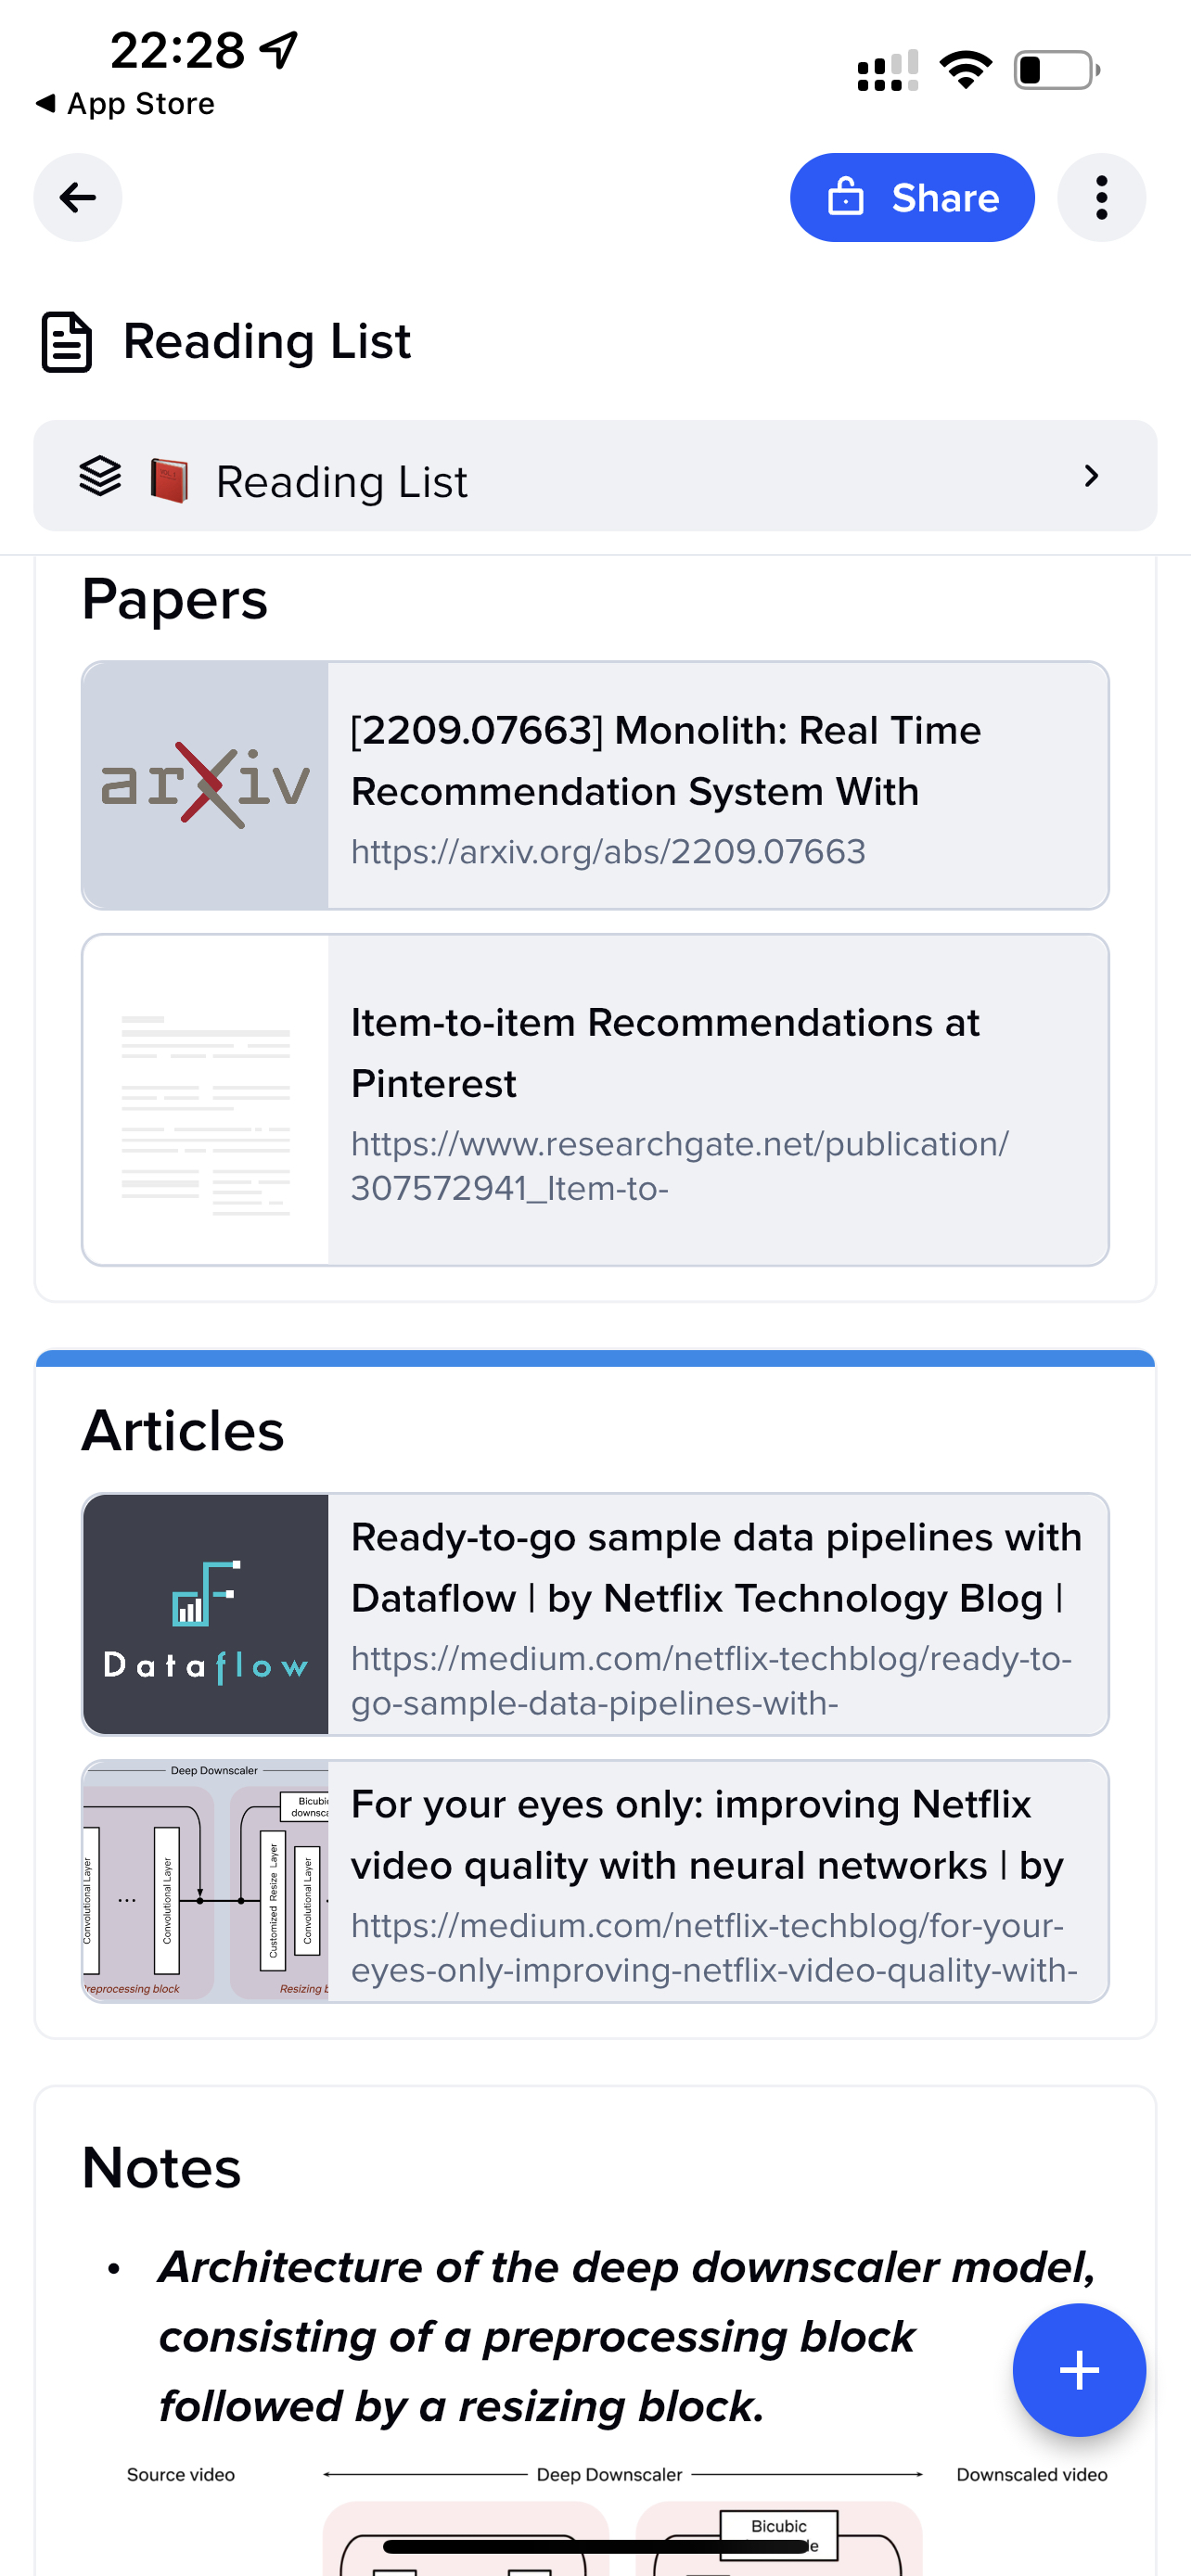 22:28
App Store
Share
Reading List
Reading List
Papers
arXiv
[2209.07663] Monolith: Real Time
Recommendation System With
https://arxiv.org/abs/2209.07663
Item-to-item Recommendations at
Pinterest
https://www.researchgate.net/publication/
307572941_Item-to-
Articles
Dataflow
Ready-to-go sample data pipelines with
Dataflow | by Netflix Technology Blog |
https://medium.com/netflix-techblog/ready-to-
go-sample-data-pipelines-with-
Deep Downscaler
Bicubic
downsca
Convolutional Layer
...
Convolutional Layer
Customized Resize Layer
Convolutional Layer
reprocessing block
Resizing b
For your eyes only: improving Netflix
video quality with neural networks | by
https://medium.com/netflix-techblog/for-your-
eyes-only-improving-netflix-video-quality-with-
Notes
• Architecture of the deep downscaler model,
consisting of a preprocessing block
followed by a resizing block.
Source video
Deep Downscaler
Downscaled video
Bicubic